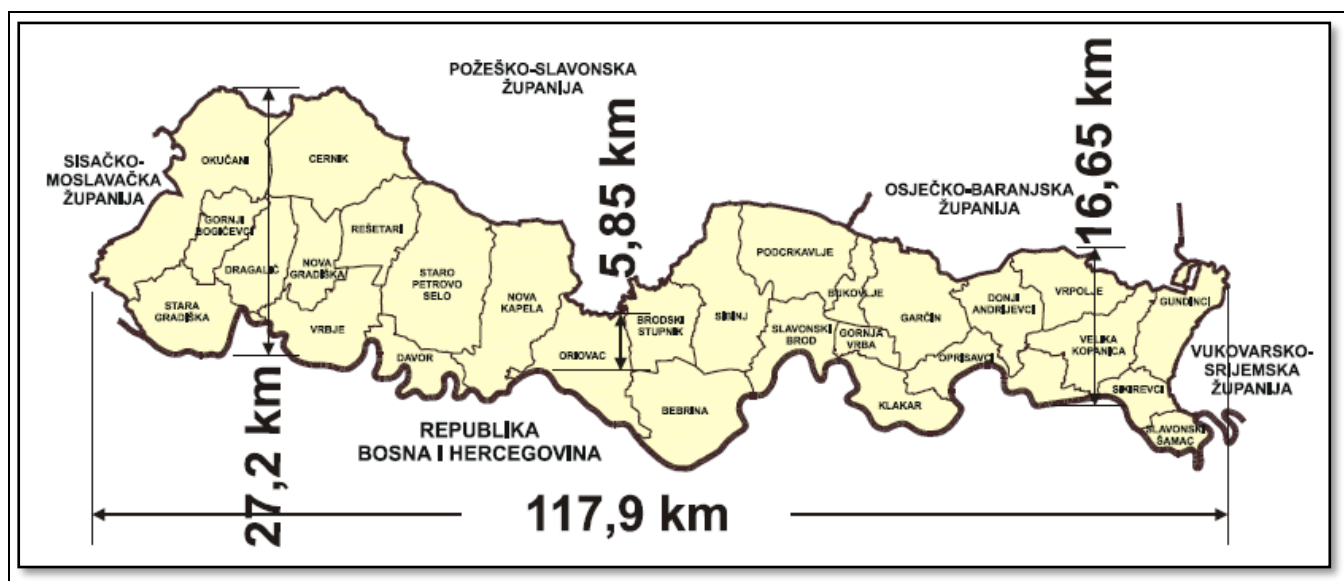 POŽEŠKO-SLAVONSKA
ŽUPANIJA
SISAČKO-
MOSLAVAČKA
ŽUPANIJA
OSJEČKO-BARANJSKA
ŽUPANIJA
16,65 km
5,85 km
27,2 km
OKUČANI
CERNIK
GORNJI
BOGIČEVCI
REŠETARI
DRAGALIĆ
NOVA
GRADIŠKA
STARO
PETROVO
SELO
STARA
GRADIŠKA
VRBJE
DAVOR
NOVA
KAPELA
ORIOVAC
BRODSKI
STUPNIK
BEBRINA
SIBINJ
PODCRKAVLJE
BUKOVLJE
SLAVONSKI
BROD
GORNJA
VRBA
GARČIN
KLAKAR
OPRISAVCI
DONJI
ANDRIJEVCI
VRPOLJE
VELIKA
KOPANICA
GUNDINCI
SIKIREVCI
SLAVONSKI
ŠAMAC
VUKOVARSKO-
SRIJEMSKA
ŽUPANIJA
REPUBLIKA
BOSNA I HERCEGOVINA
117,9 km